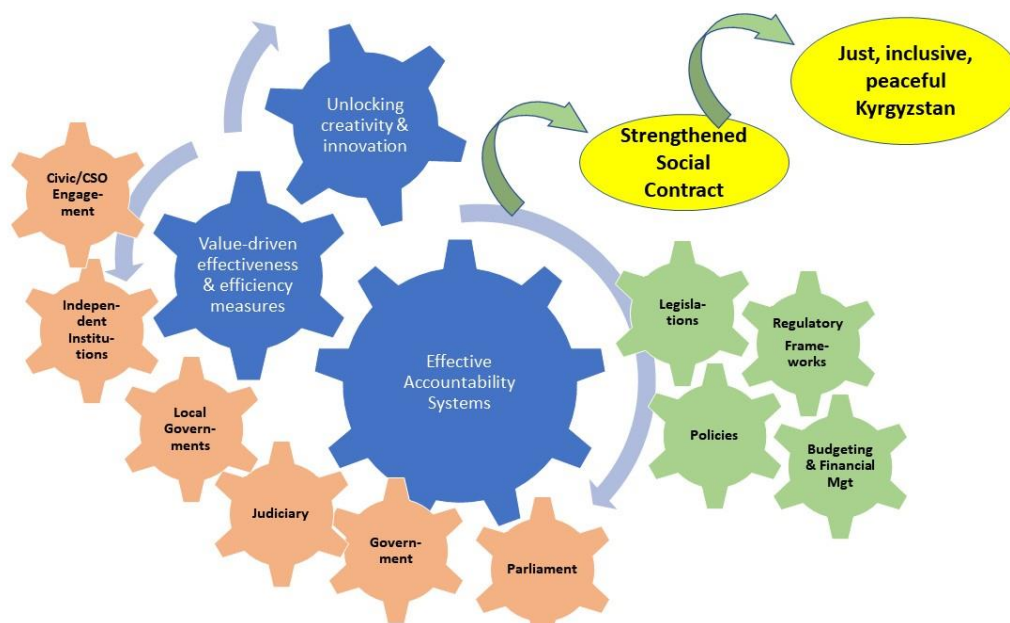 Unlocking
creativity &
innovation
Just, inclusive,
peaceful
Kyrgyzstan
Strengthened
Social
Contract
Civic/CSO
Engage-
ment
Value-driven
effectiveness
& efficiency
measures
Indepen-
dent
Institu-
tions
Effective
Accountability
Systems
Legisla-
tions
Regulatory
Frame-
works
Local
Govern-
ments
Policies
Budgeting
& Financial
Mgt
Judiciary
Govern-
ment
Parliament